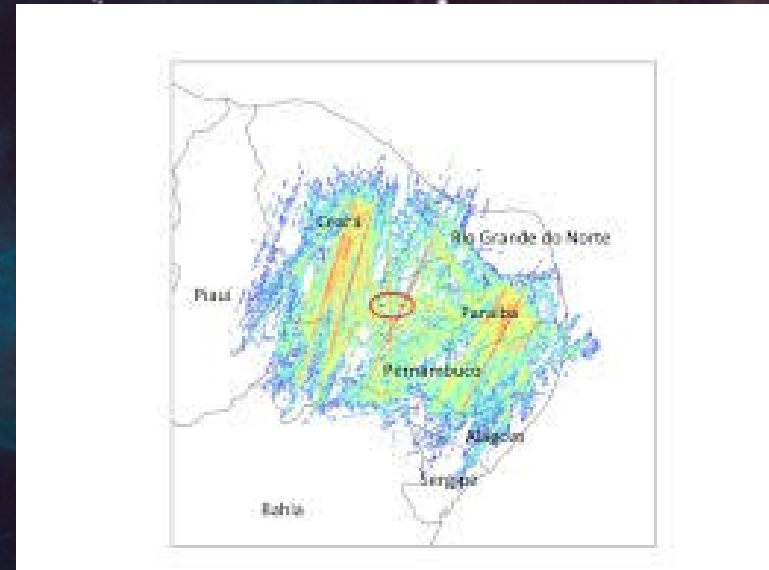 Ceará
Rio Grande do Norte
Piauí
Paraíba
Pernambuco
Alagoas
Sergipe
Bahia